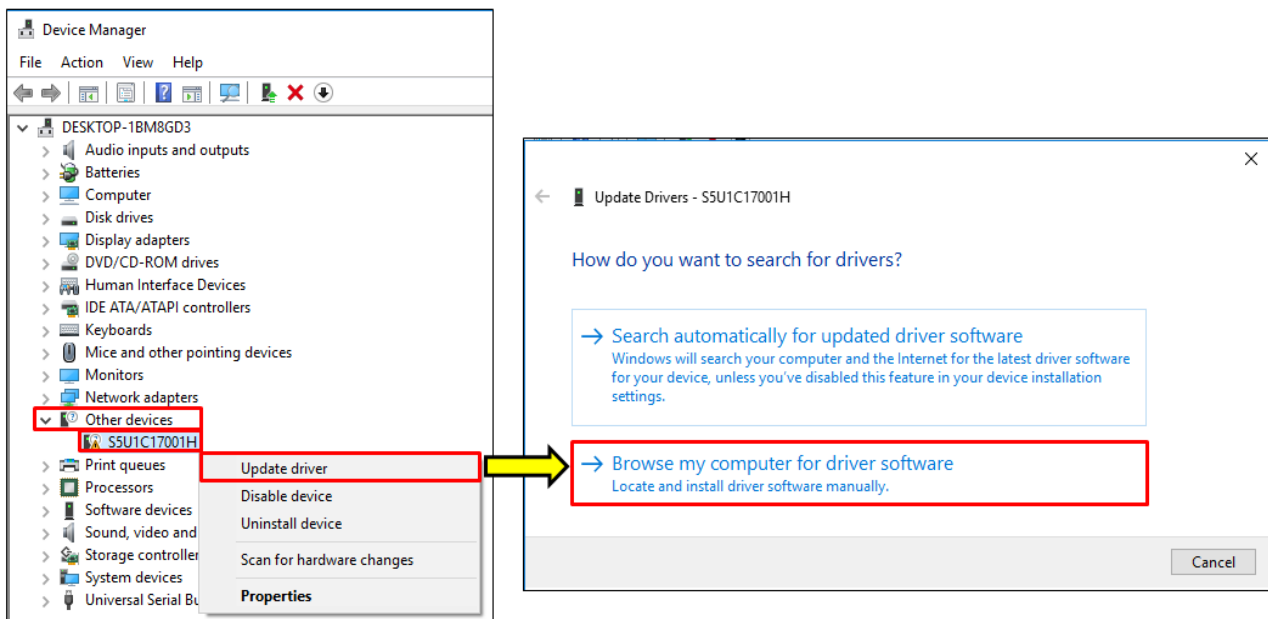 Device Manager
File Action View Help
DESKTOP-1BM8GD3
Audio inputs and outputs
Batteries
Computer
Disk drives
Display adapters
DVD/CD-ROM drives
Human Interface Devices
IDE ATA/ATAPI controllers
Keyboards
Mice and other pointing devices
Monitors
Network adapters
Other devices
S5U1C17001H
Print queues
Processors
Software devices
Sound, video and
Storage controller
System devices
Universal Serial Bu
Update driver
Disable device
Uninstall device
Scan for hardware changes
Properties
Update Drivers - S5U1C17001H
How do you want to search for drivers?
Search automatically for updated driver software
Windows will search your computer and the Internet for the latest driver software
for your device, unless you've disabled this feature in your device installation
settings.
Browse my computer for driver software
Locate and install driver software manually.
Cancel